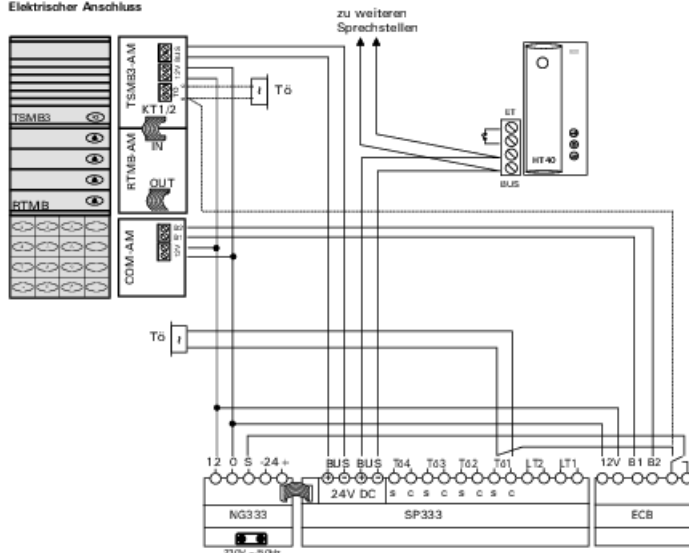 Elektrischer Anschluss
zu weiteren
Sprechstellen
TSMB3-AM
BUS
12V
TÖ
KT1/2
Tö
TSMB3
RTMB-AM
IN
OUT
RTMB
ET
HT40
BUS
COM-AM
B2
B1
12V
Tö
12 0 S -24+
BUS BUS Tö4 Tö3 Tö2 Tö1 LT2 LT1
12V B1 B2
24V DC
S C S C S C S C
NG333
SP333
ECB